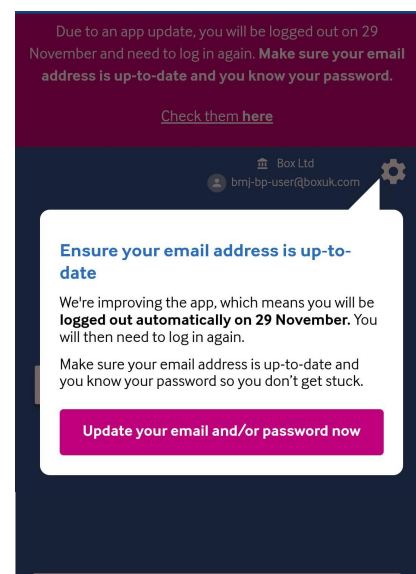 Due to an app update, you will be logged out on 29
November and need to log in again. Make sure your email
address is up-to-date and you know your password.
Check them here
Box Ltd
bmj-bp-user@boxuk.com
Ensure your email address is up-to-
date
We're improving the app, which means you will be
logged out automatically on 29 November. You
will then need to log in again.
Make sure your email address is up-to-date and
you know your password so you don't get stuck.
Update your email and/or password now